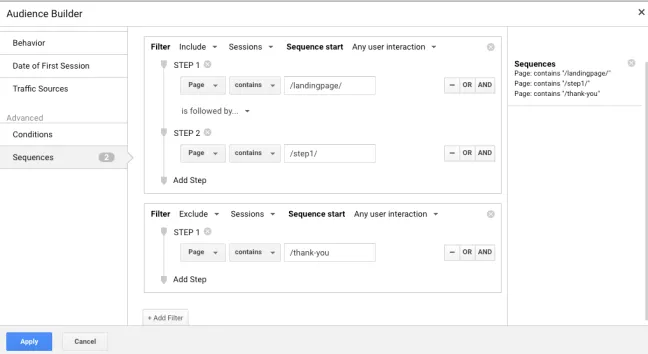 Audience Builder
Behavior
Date of First Session
Traffic Sources
Advanced
Conditions
Sequences 2
Filter Include Sessions Sequence start Any user interaction
STEP 1
Page contains /landingpage/ – OR AND
is followed by...
STEP 2
Page contains /step1/ – OR AND
Add Step
Filter Exclude Sessions Sequence start Any user interaction
STEP 1
Page contains /thank-you – OR AND
Add Step
+ Add Filter
Sequences
Page: contains "/landingpage/"
Page: contains "/step1/"
Page: contains "/thank-you"
Apply Cancel